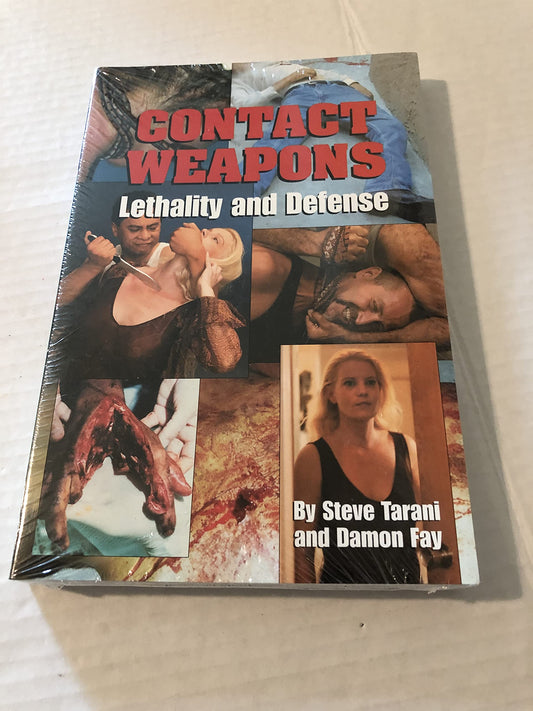 CONTACT
WEAPONS
Lethality and Defense
By Steve Tarani
and Damon Fay